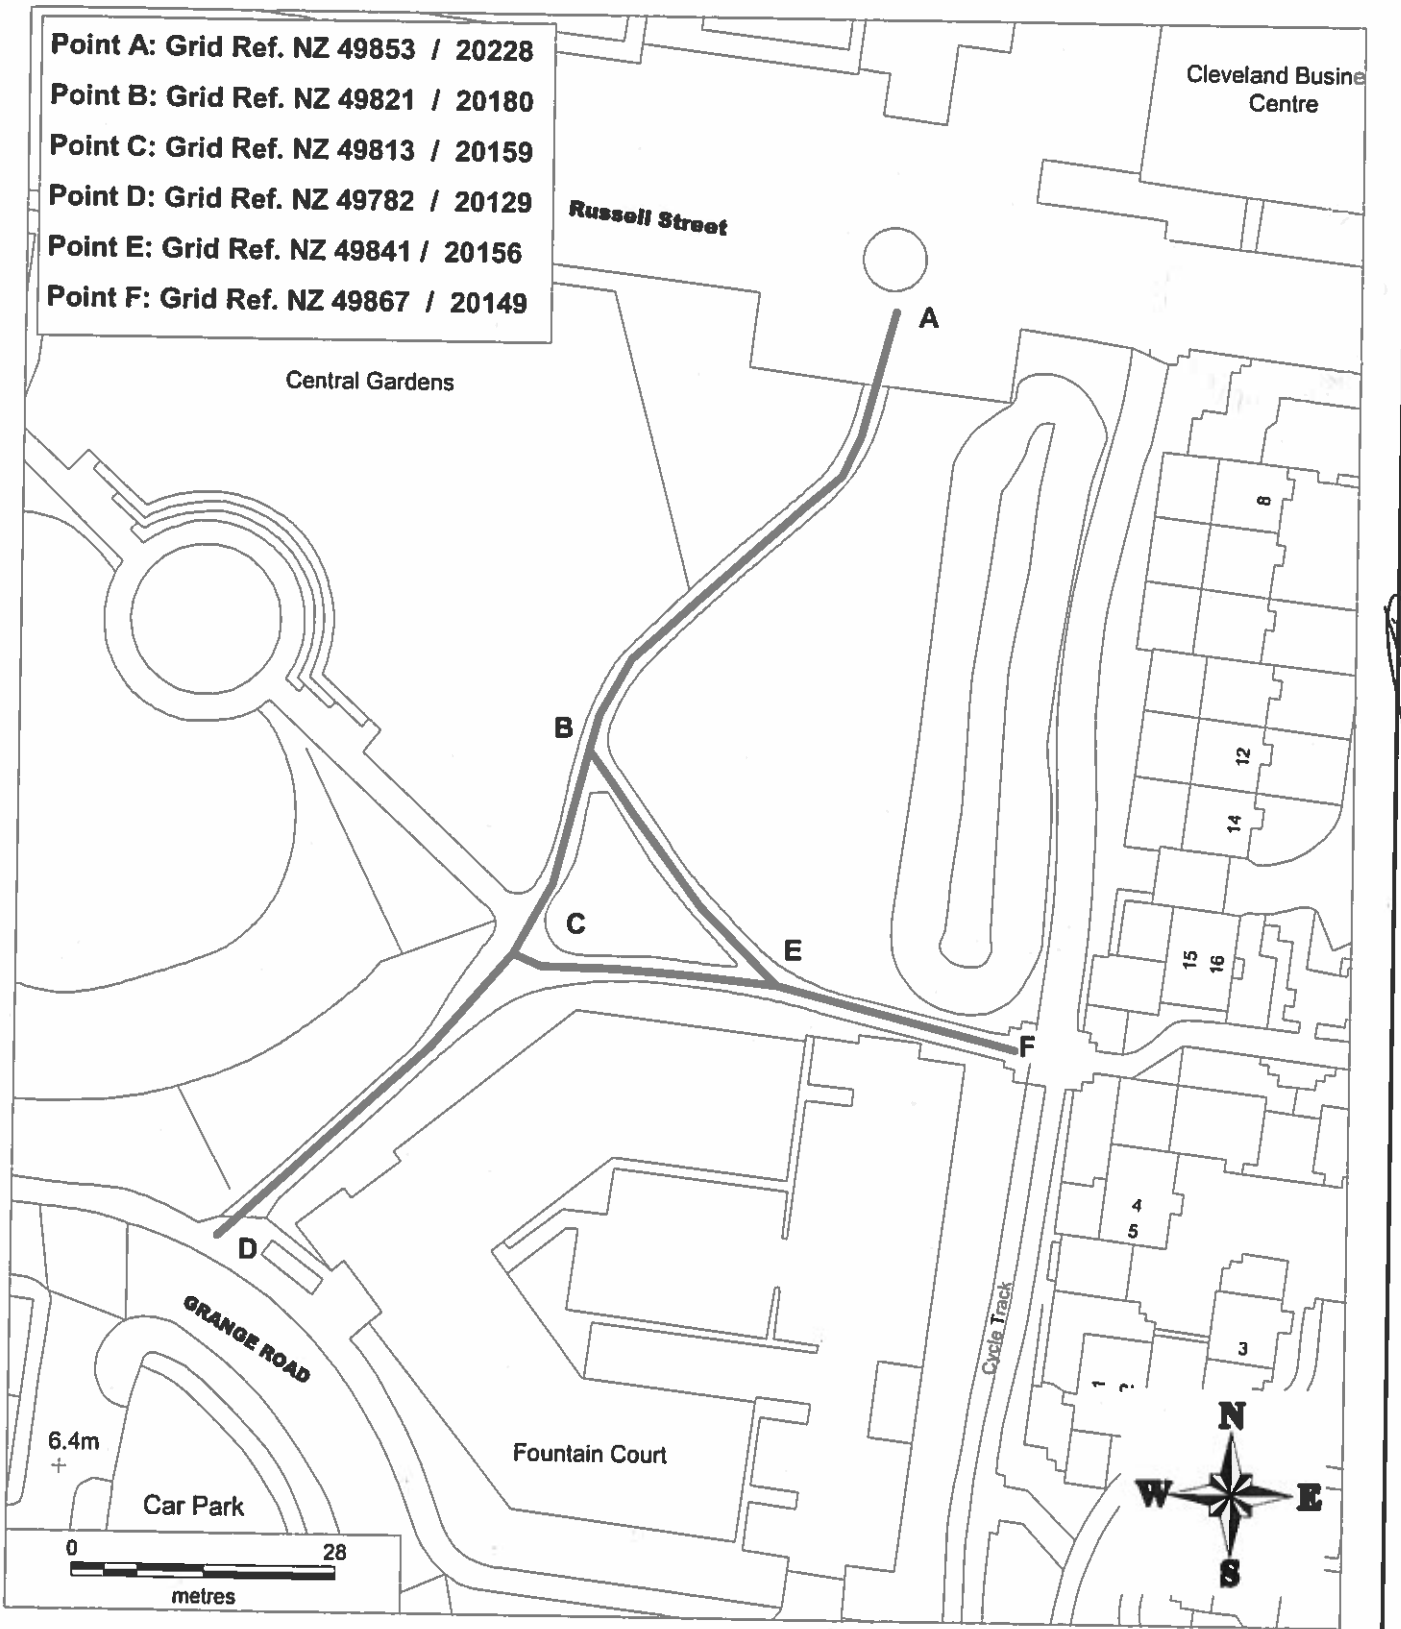 Point A: Grid Ref. NZ 49853 / 20228
Point B: Grid Ref. NZ 49821 / 20180
Point C: Grid Ref. NZ 49813 / 20159
Point D: Grid Ref. NZ 49782 / 20129
Point E: Grid Ref. NZ 49841 / 20156
Point F: Grid Ref. NZ 49867 / 20149
Cleveland Busine
Centre
Russell Street
A
Central Gardens
8
B
12
14
C
E
15
16
F
4
5
D
GRANGE ROAD
Cycle Track
3
1
N
6.4m
Fountain Court
W
E
Car Park
0
28
S
metres